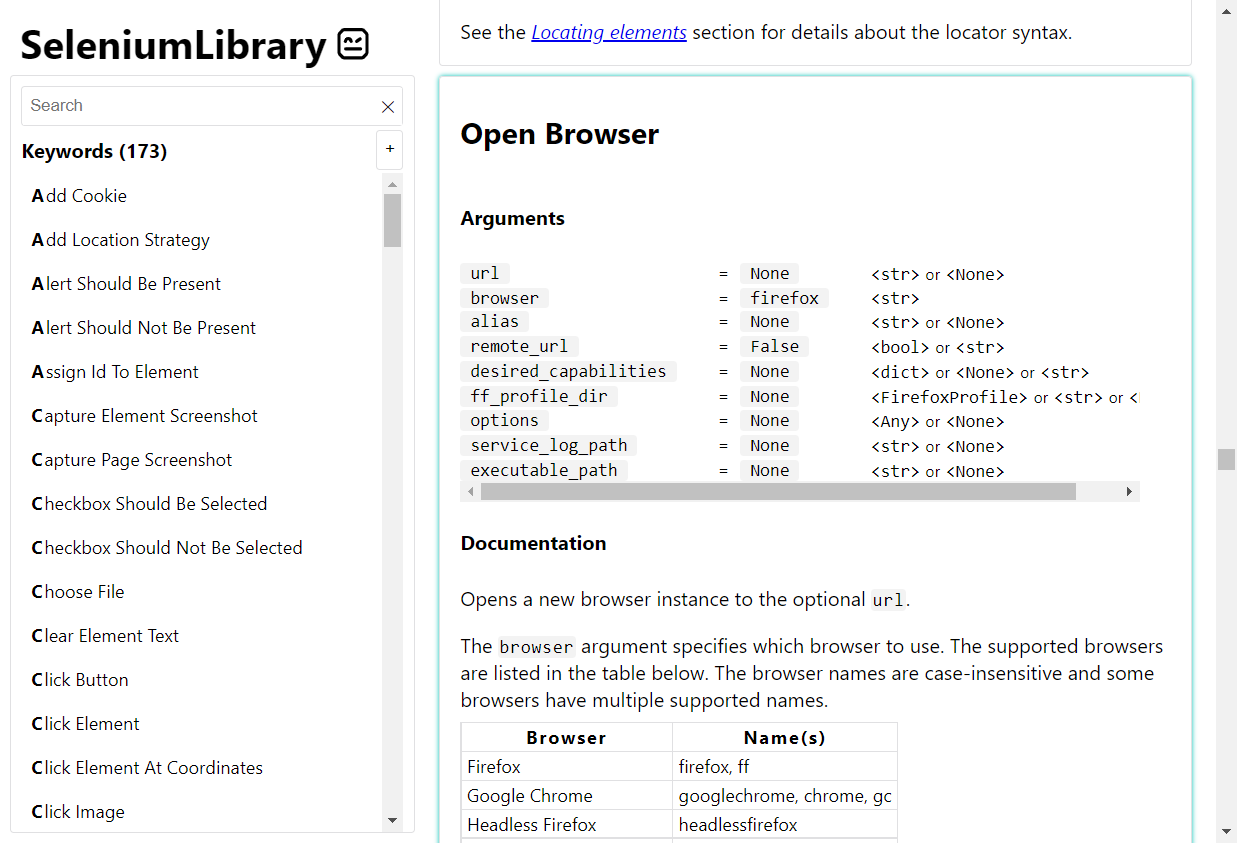 SeleniumLibrary
Search
Keywords (173)
+
Add Cookie
Add Location Strategy
Alert Should Be Present
Alert Should Not Be Present
Assign Id To Element
Capture Element Screenshot
Capture Page Screenshot
Checkbox Should Be Selected
Checkbox Should Not Be Selected
Choose File
Clear Element Text
Click Button
Click Element
Click Element At Coordinates
Click Image
See the Locating elements section for details about the locator syntax.
Open Browser
Arguments
url = None <str> or <None>
browser = firefox <str>
alias = None <str> or <None>
remote_url = False <bool> or <str>
desired_capabilities = None <dict> or <None> or <str>
ff_profile_dir = None <FirefoxProfile> or <str> or <
options = None <Any> or <None>
service_log_path = None <str> or <None>
executable_path = None <str> or <None>
Documentation
Opens a new browser instance to the optional url.
The browser argument specifies which browser to use. The supported browsers
are listed in the table below. The browser names are case-insensitive and some
browsers have multiple supported names.
Browser Name(s)
Firefox firefox, ff
Google Chrome googlechrome, chrome, gc
Headless Firefox headlessfirefox